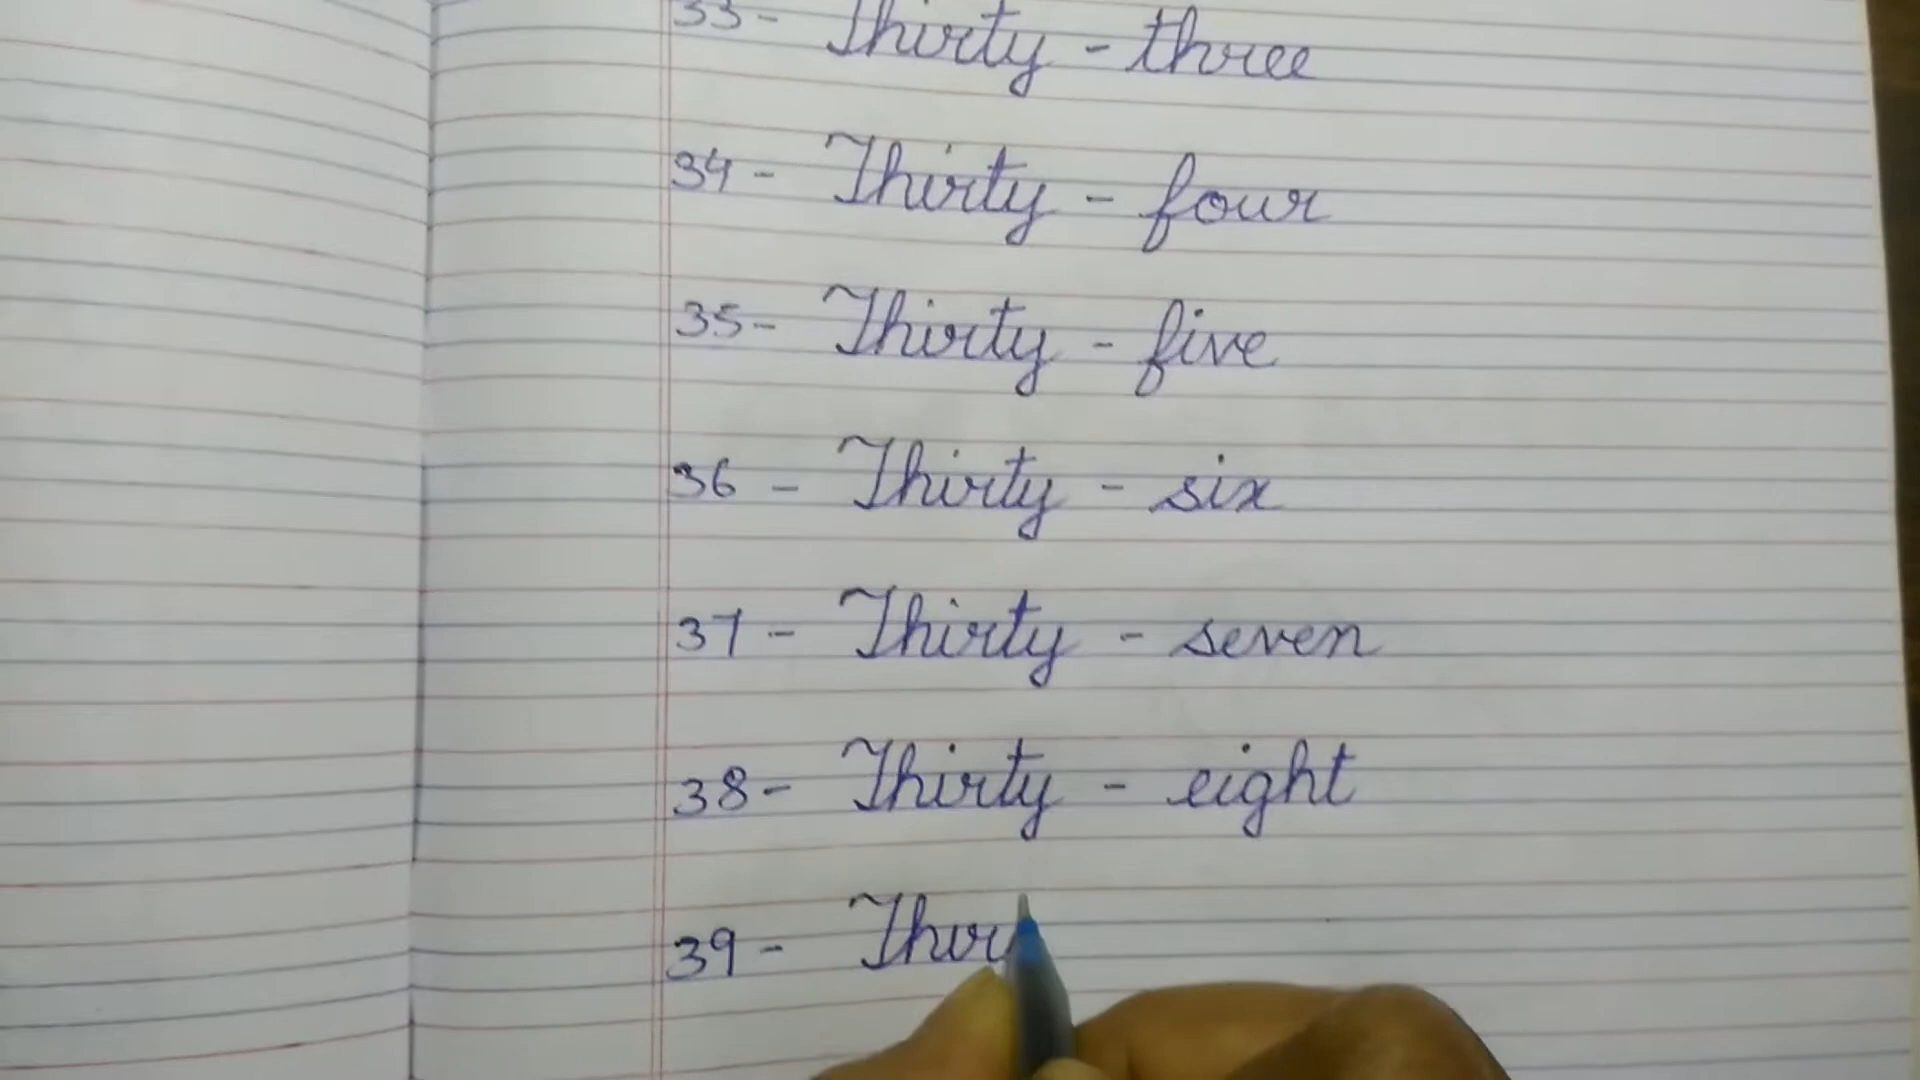 33- Thirty - three
34 - Thirty - four
35- Thirty - five
36 - Thirty - six
37 - Thirty - seven
38 - Thirty - eight
39 - Thir